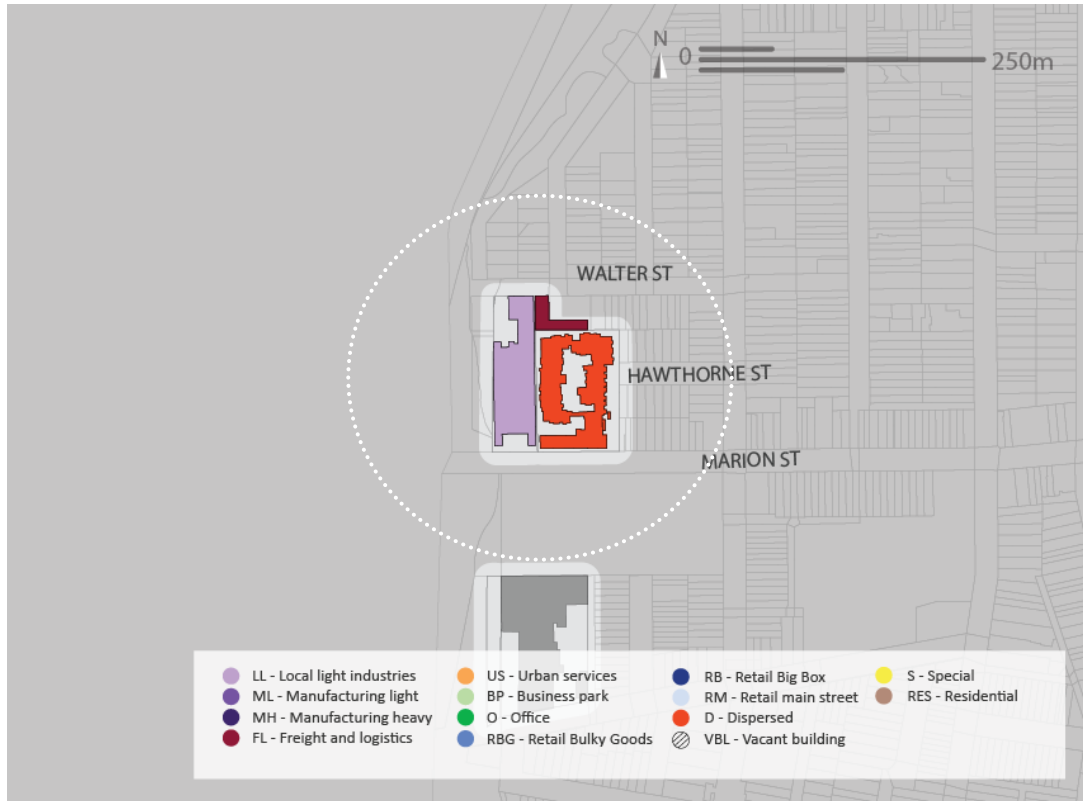 N
0
250m
WALTER ST
HAWTHORNE ST
MARION ST
LL - Local light industries
ML - Manufacturing light
MH - Manufacturing heavy
FL - Freight and logistics
US - Urban services
BP - Business park
O - Office
RBG - Retail Bulky Goods
RB - Retail Big Box
RM - Retail main street
D - Dispersed
VBL - Vacant building
S - Special
RES - Residential